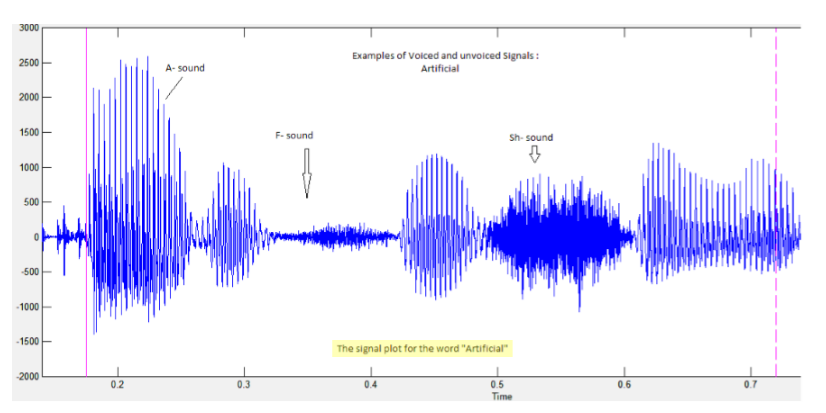 3000
2500
2000
1500
1000
500
0
-500
-1000
-1500
-2000
Examples of Voiced and unvoiced Signals :
Artificial
A- sound
F- sound
Sh- sound
The signal plot for the word "Artificial"
0.2 0.3 0.4 0.5 0.6 0.7
Time